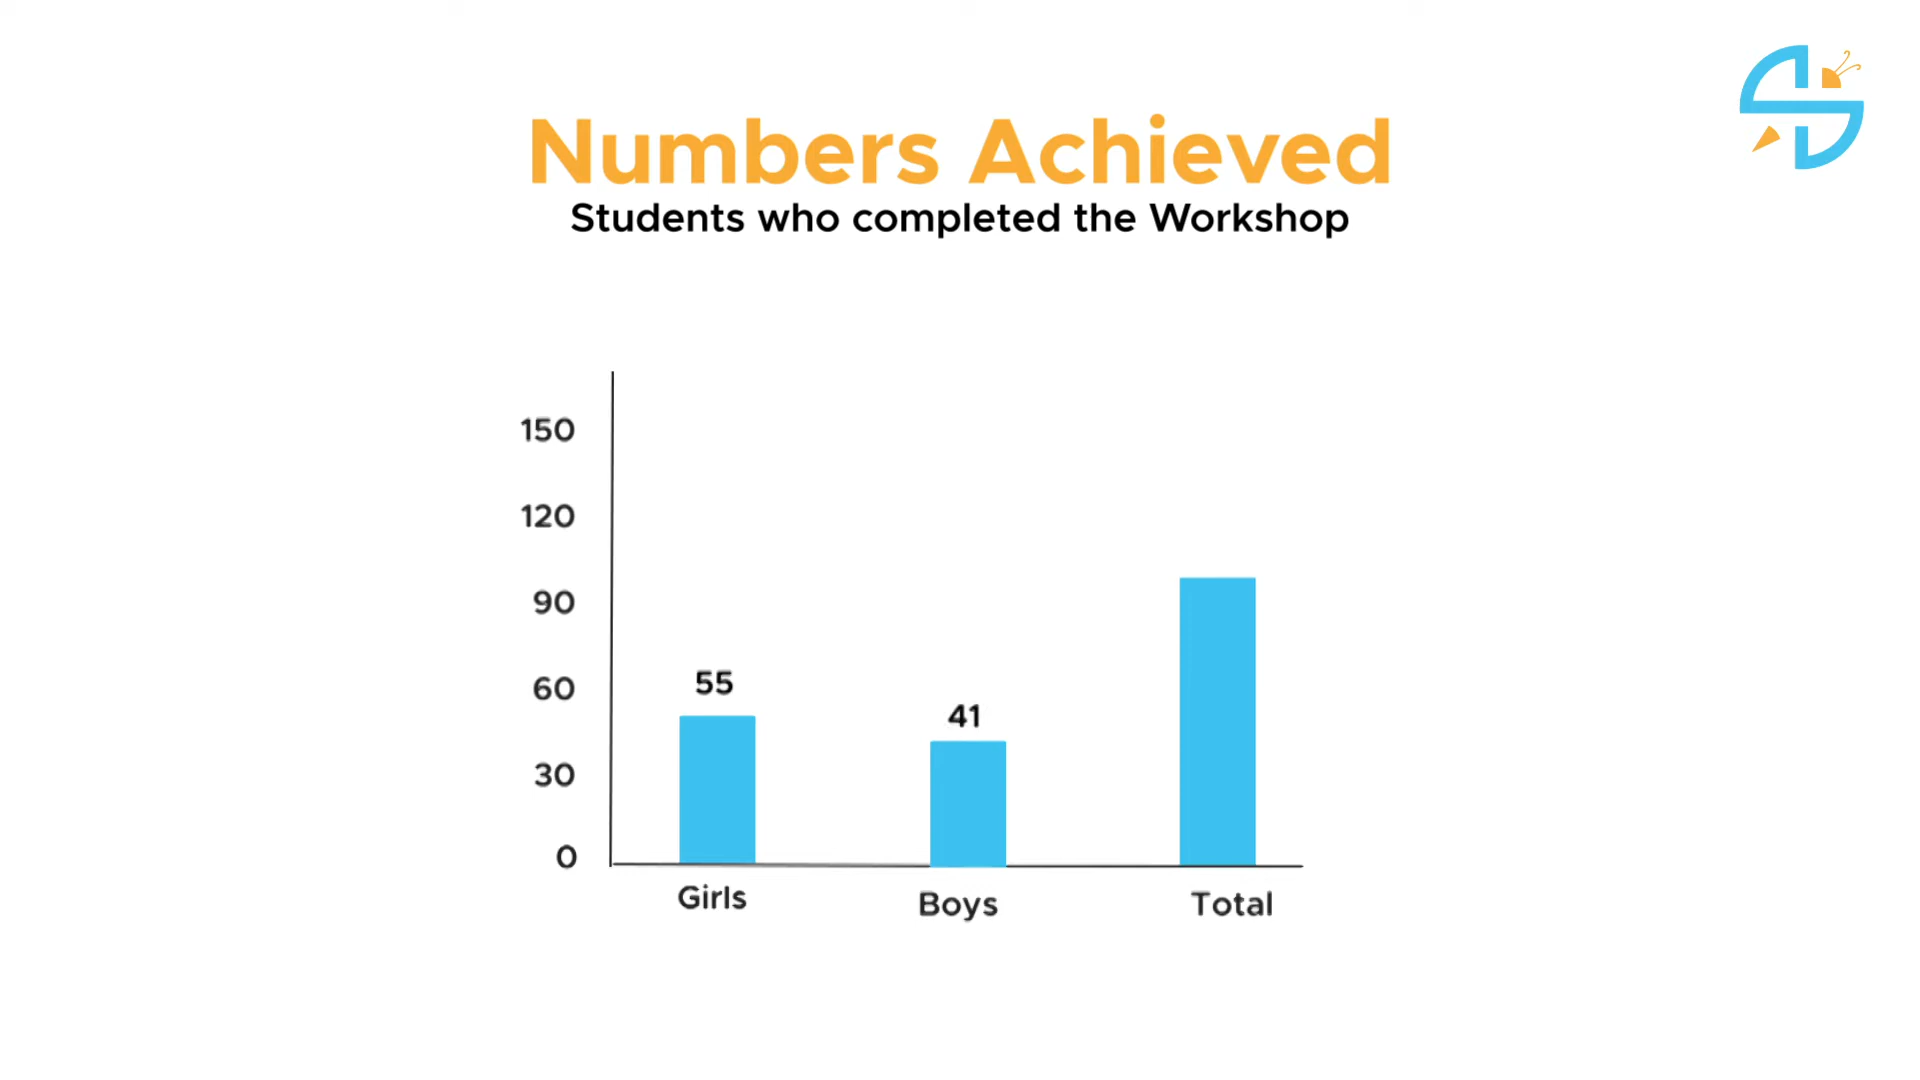 Numbers Achieved
Students who completed the Workshop
150
120
90
60
30
0
55
41
Girls
Boys
Total